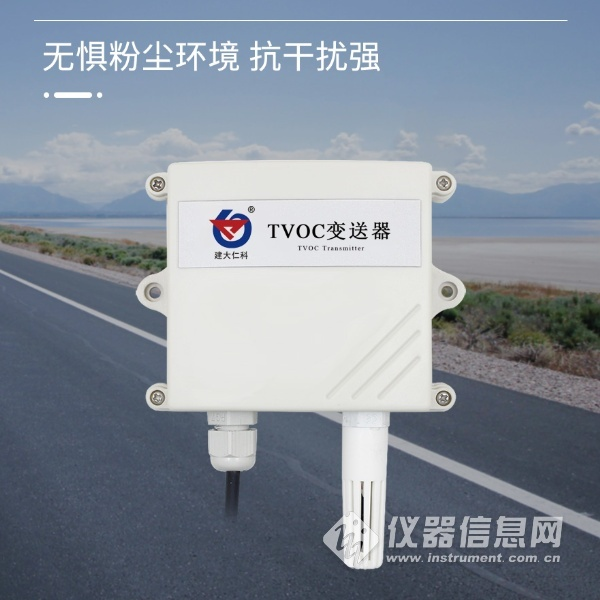 无惧粉尘环境 抗干扰强
®
建大仁科
TVOC变送器
TVOC Transmitter
仪器信息网
www.instrument.com.cn